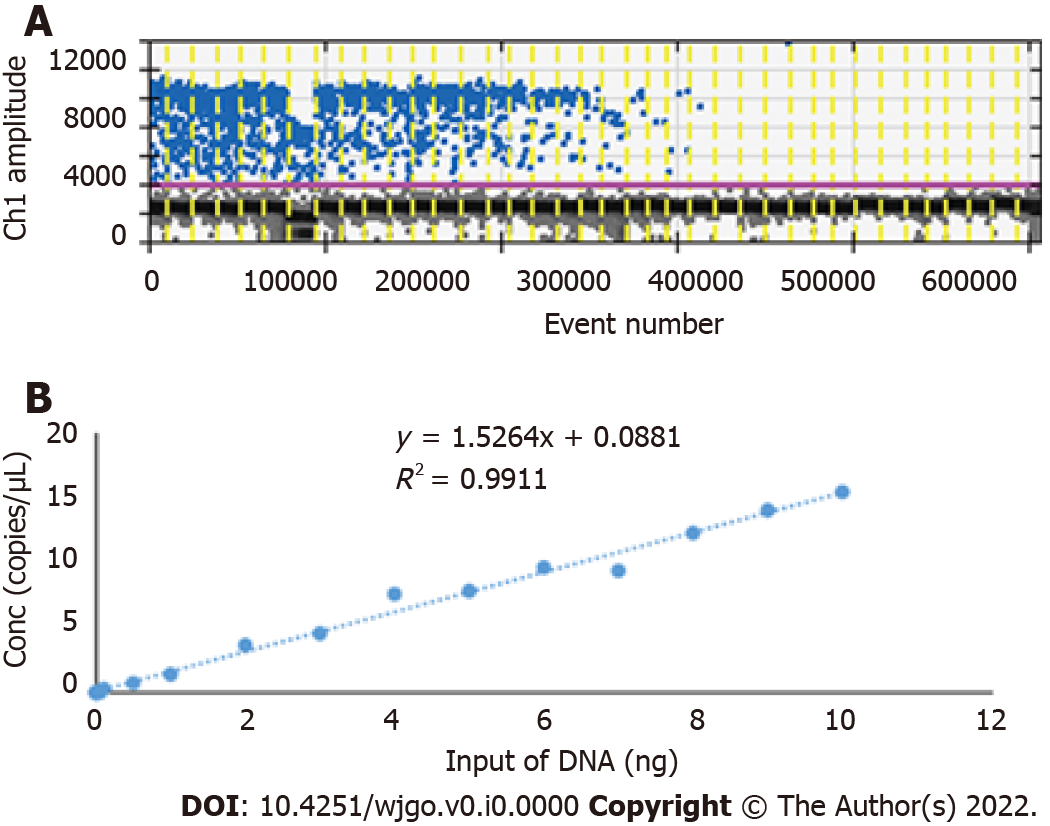 A
Ch1 amplitude
12000
8000
4000
0
0 100000 200000 300000 400000 500000 600000
Event number
B
y = 1.5264x + 0.0881
R² = 0.9911
Conc (copies/μL)
20
15
10
5
0
0 2 4 6 8 10 12
Input of DNA (ng)
DOI: 10.4251/wjgo.v0.i0.0000 Copyright © The Author(s) 2022.